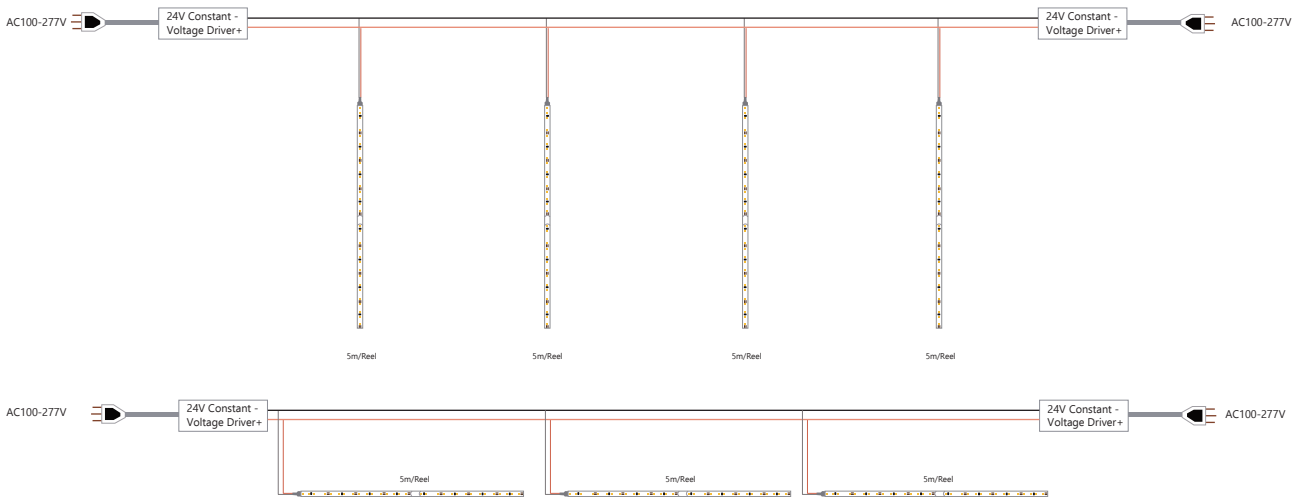 AC100-277V
24V Constant -
Voltage Driver+
24V Constant -
Voltage Driver+
AC100-277V
5m/Reel
5m/Reel
5m/Reel
5m/Reel
AC100-277V
24V Constant -
Voltage Driver+
24V Constant -
Voltage Driver+
AC100-277V
5m/Reel
5m/Reel
5m/Reel